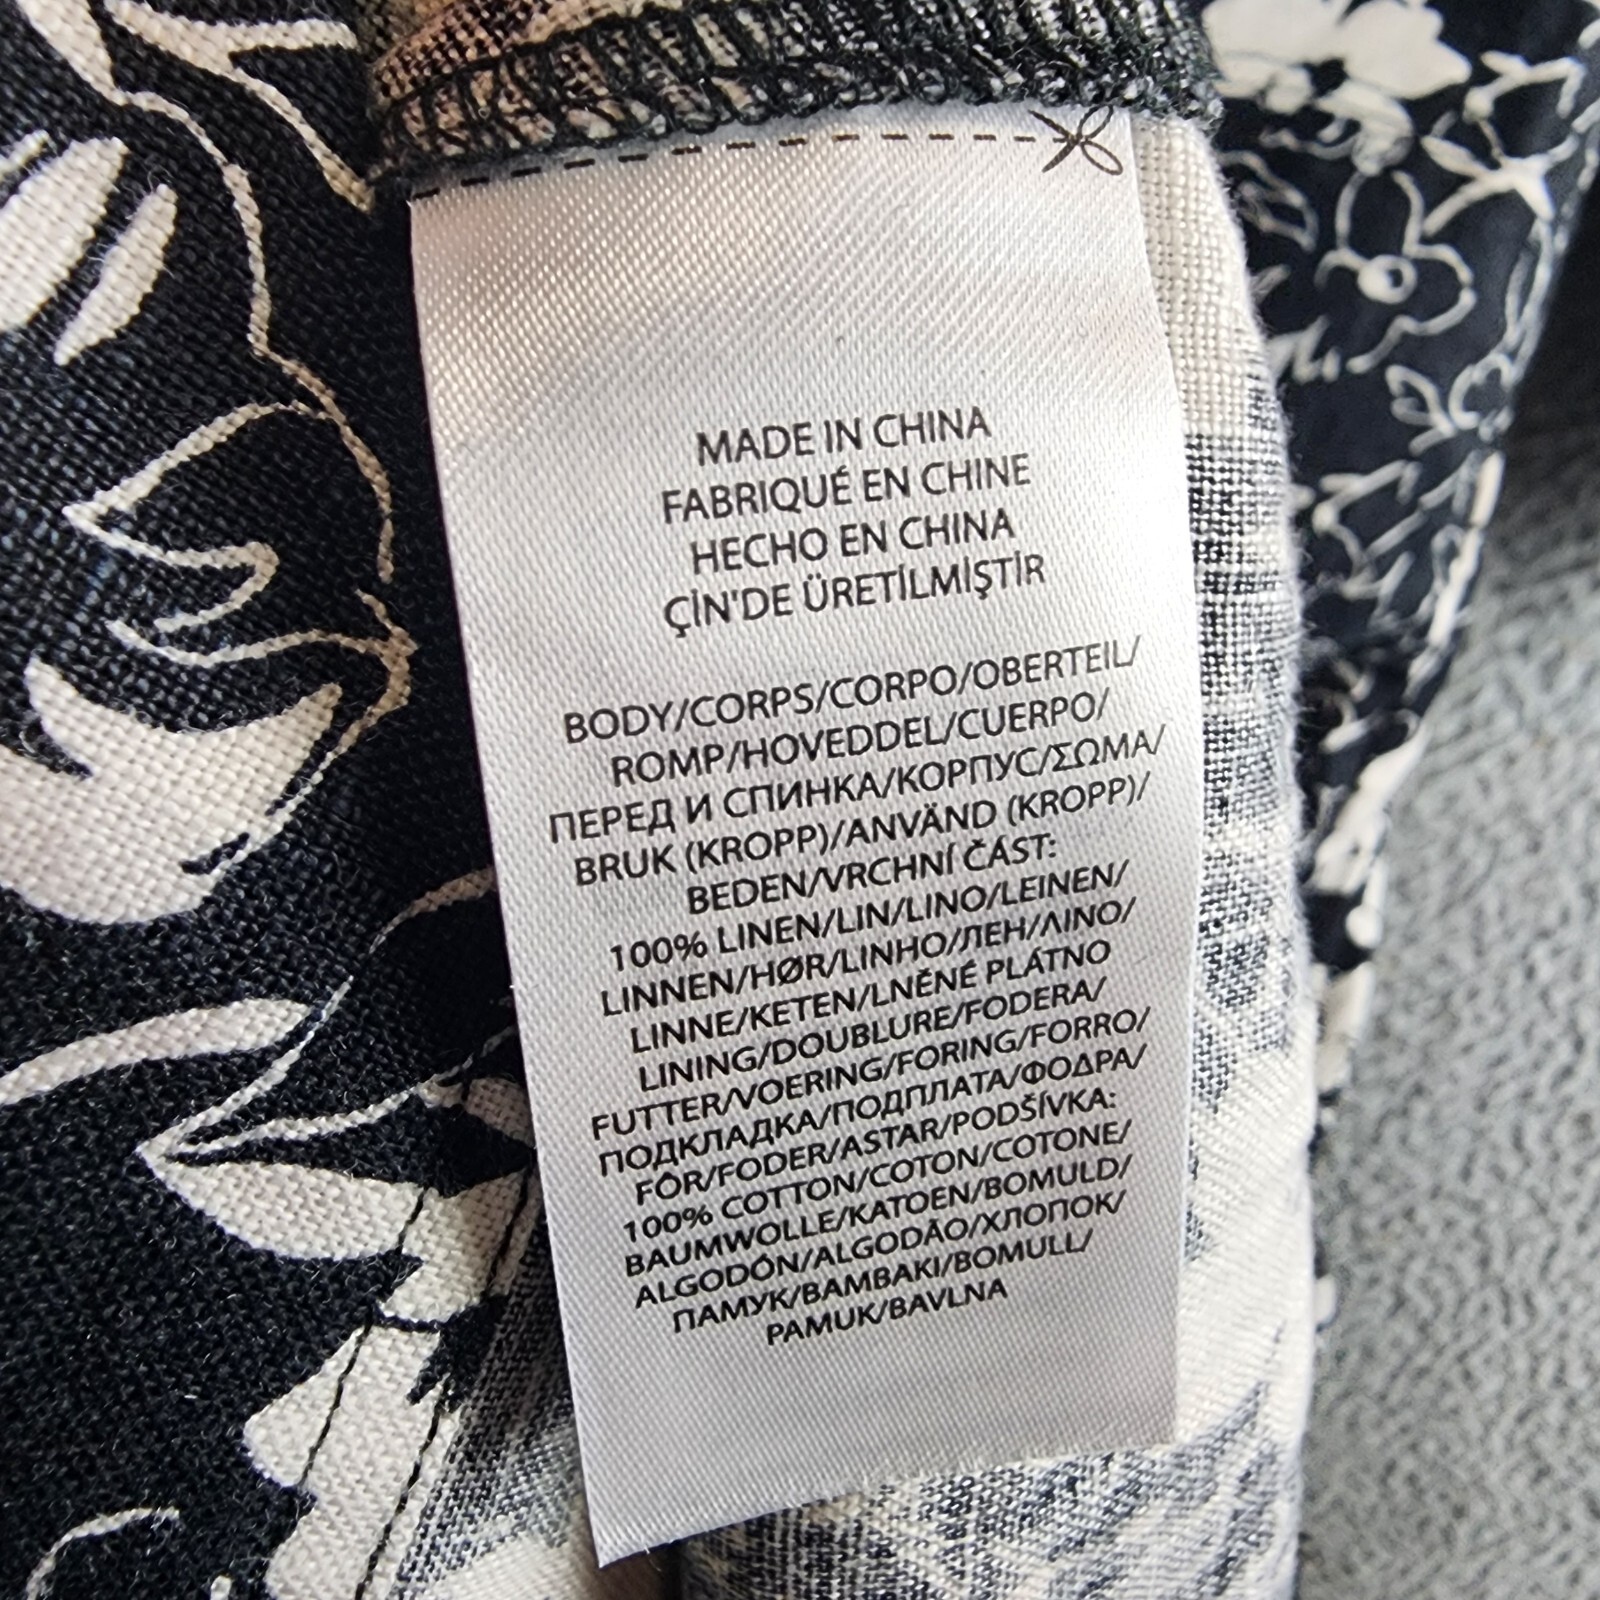 MADE IN CHINA
FABRIQUÉ EN CHINE
HECHO EN CHINA
ÇİN'DE ÜRETİLMİŞTİR
BODY/CORPS/CORPO/OBERTEIL/
ROMP/HOVEDDEL/CUERPO/
ПЕРЕД И СПИНКА/КОРПУС/ΣΩΜΑ/
BRUK (KROPP)/ANVÄND (KROPP)/
BEDEN/VRCHNÍ ČÁST:
100% LINEN/LIN/LINO/LEINEN/
LINNEN/HØR/LINHO/ЛЕН/ΛΙΝΟ/
LINNE/KETEN/LNĚNÉ PLÁTNO
LINING/DOUBLURE/FODERA/
FUTTER/VOERING/FORING/FORRO/
ПОДКЛАДКА/ПОДПЛАТА/ΦΟΔΡΑ/
FÔR/FODER/ASTAR/PODŠÍVKA:
100% COTTON/COTON/COTONE/
BAUMWOLLE/KATOEN/BOMULD/
ALGODÓN/ALGODÃO/ХЛОПОК/
ПАМУК/BAMBAKI/BOMULL/
PAMUK/BAVLNA